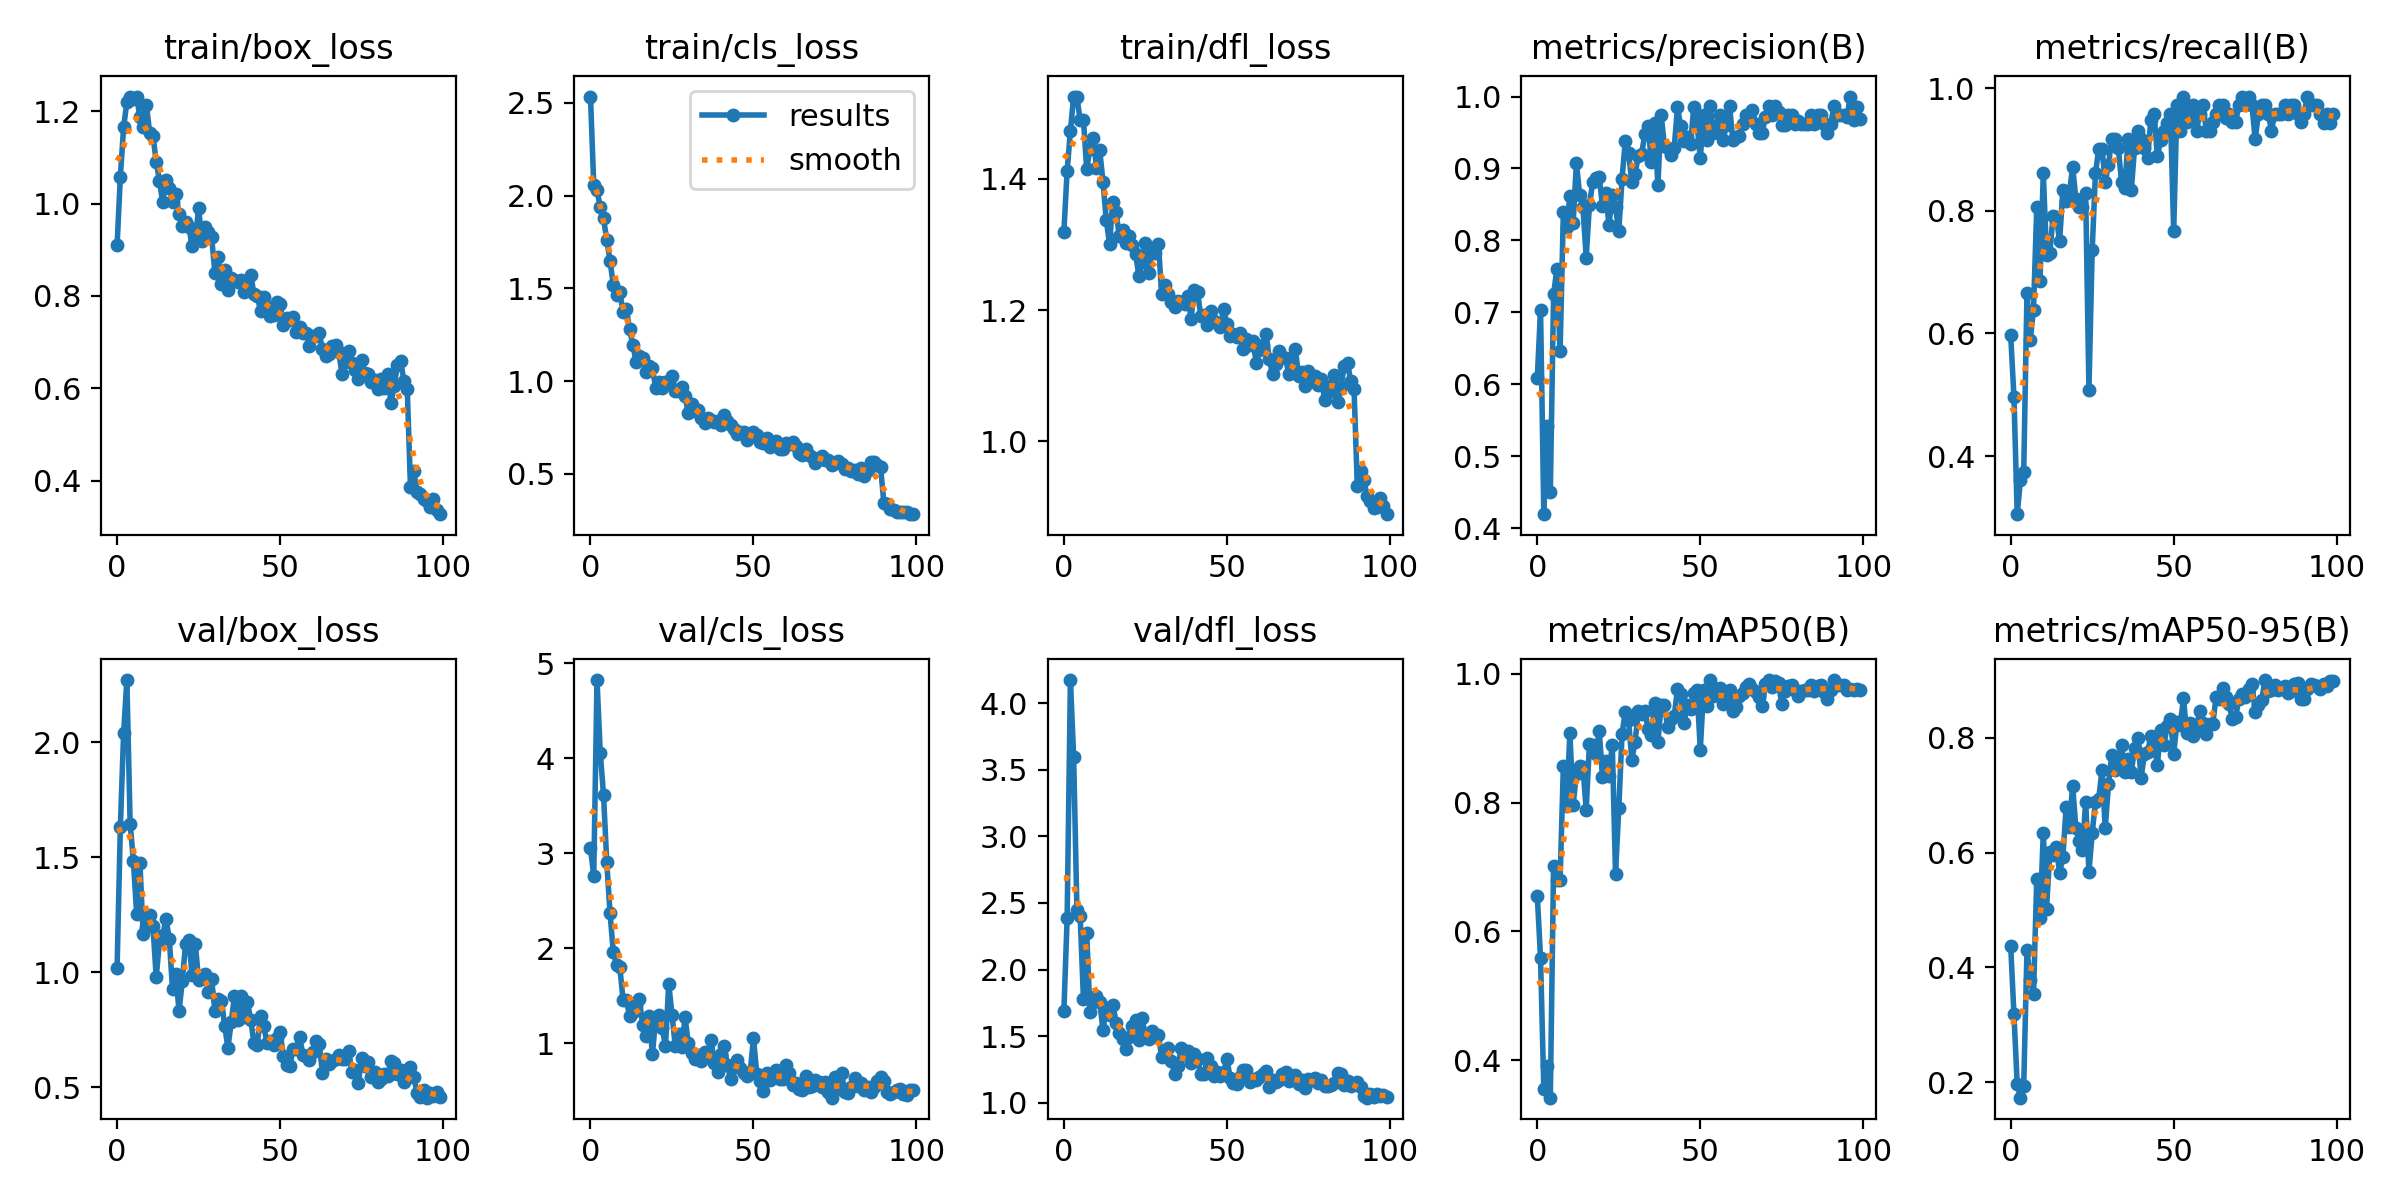 train/box_loss
1.2
1.0
0.8
0.6
0.4
0 50 100
train/cls_loss
results
smooth
2.5
2.0
1.5
1.0
0.5
0 50 100
train/dfl_loss
1.4
1.2
1.0
0 50 100
metrics/precision(B)
1.0
0.9
0.8
0.7
0.6
0.5
0.4
0 50 100
metrics/recall(B)
1.0
0.8
0.6
0.4
0 50 100
val/box_loss
2.0
1.5
1.0
0.5
0 50 100
val/cls_loss
5
4
3
2
1
0 50 100
val/dfl_loss
4.0
3.5
3.0
2.5
2.0
1.5
1.0
0 50 100
metrics/mAP50(B)
1.0
0.8
0.6
0.4
0 50 100
metrics/mAP50-95(B)
0.8
0.6
0.4
0.2
0 50 100